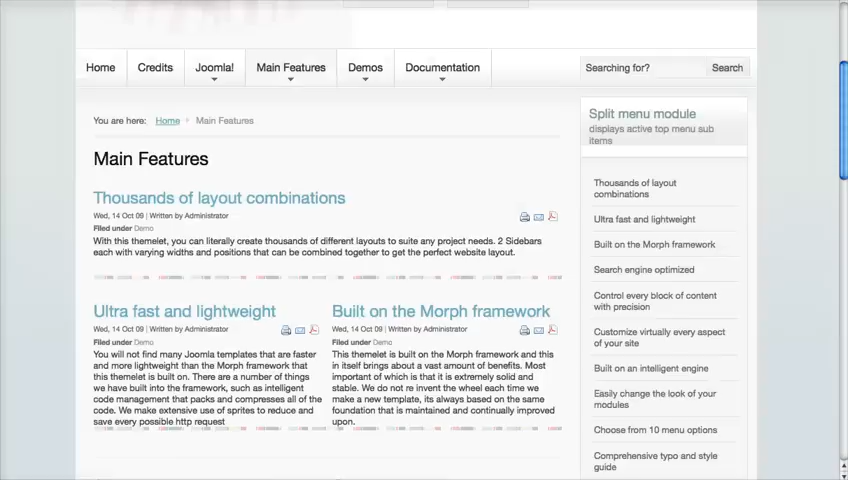 Home Credits Joomla! Main Features Demos Documentation Searching for? Search
You are here: Home Main Features
Main Features
Thousands of layout combinations
Wed, 14 Oct 09 | Written by Administrator
Filed under Demo
With this themelet, you can literally create thousands of different layouts to suite any project needs. 2 Sidebars
each with varying widths and positions that can be combined together to get the perfect website layout.
Ultra fast and lightweight
Wed, 14 Oct 09 | Written by Administrator
Filed under Demo
You will not find many Joomla templates that are faster
and more lightweight than the Morph framework that
this themelet is built on. There are a number of things
we have built into the framework, such as intelligent
code management that packs and compresses all of the
code. We make extensive use of sprites to reduce and
save every possible http request
Built on the Morph framework
Wed, 14 Oct 09 | Written by Administrator
Filed under Demo
This themelet is built on the Morph framework and this
in itself brings about a vast amount of benefits. Most
important of which is that it is extremely solid and
stable. We do not re invent the wheel each time we
make a new template, its always based on the same
foundation that is maintained and continually improved
upon.
Split menu module
displays active top menu sub
items
Thousands of layout
combinations
Ultra fast and lightweight
Built on the Morph framework
Search engine optimized
Control every block of content
with precision
Customize virtually every aspect
of your site
Built on an intelligent engine
Easily change the look of your
modules
Choose from 10 menu options
Comprehensive typo and style
guide